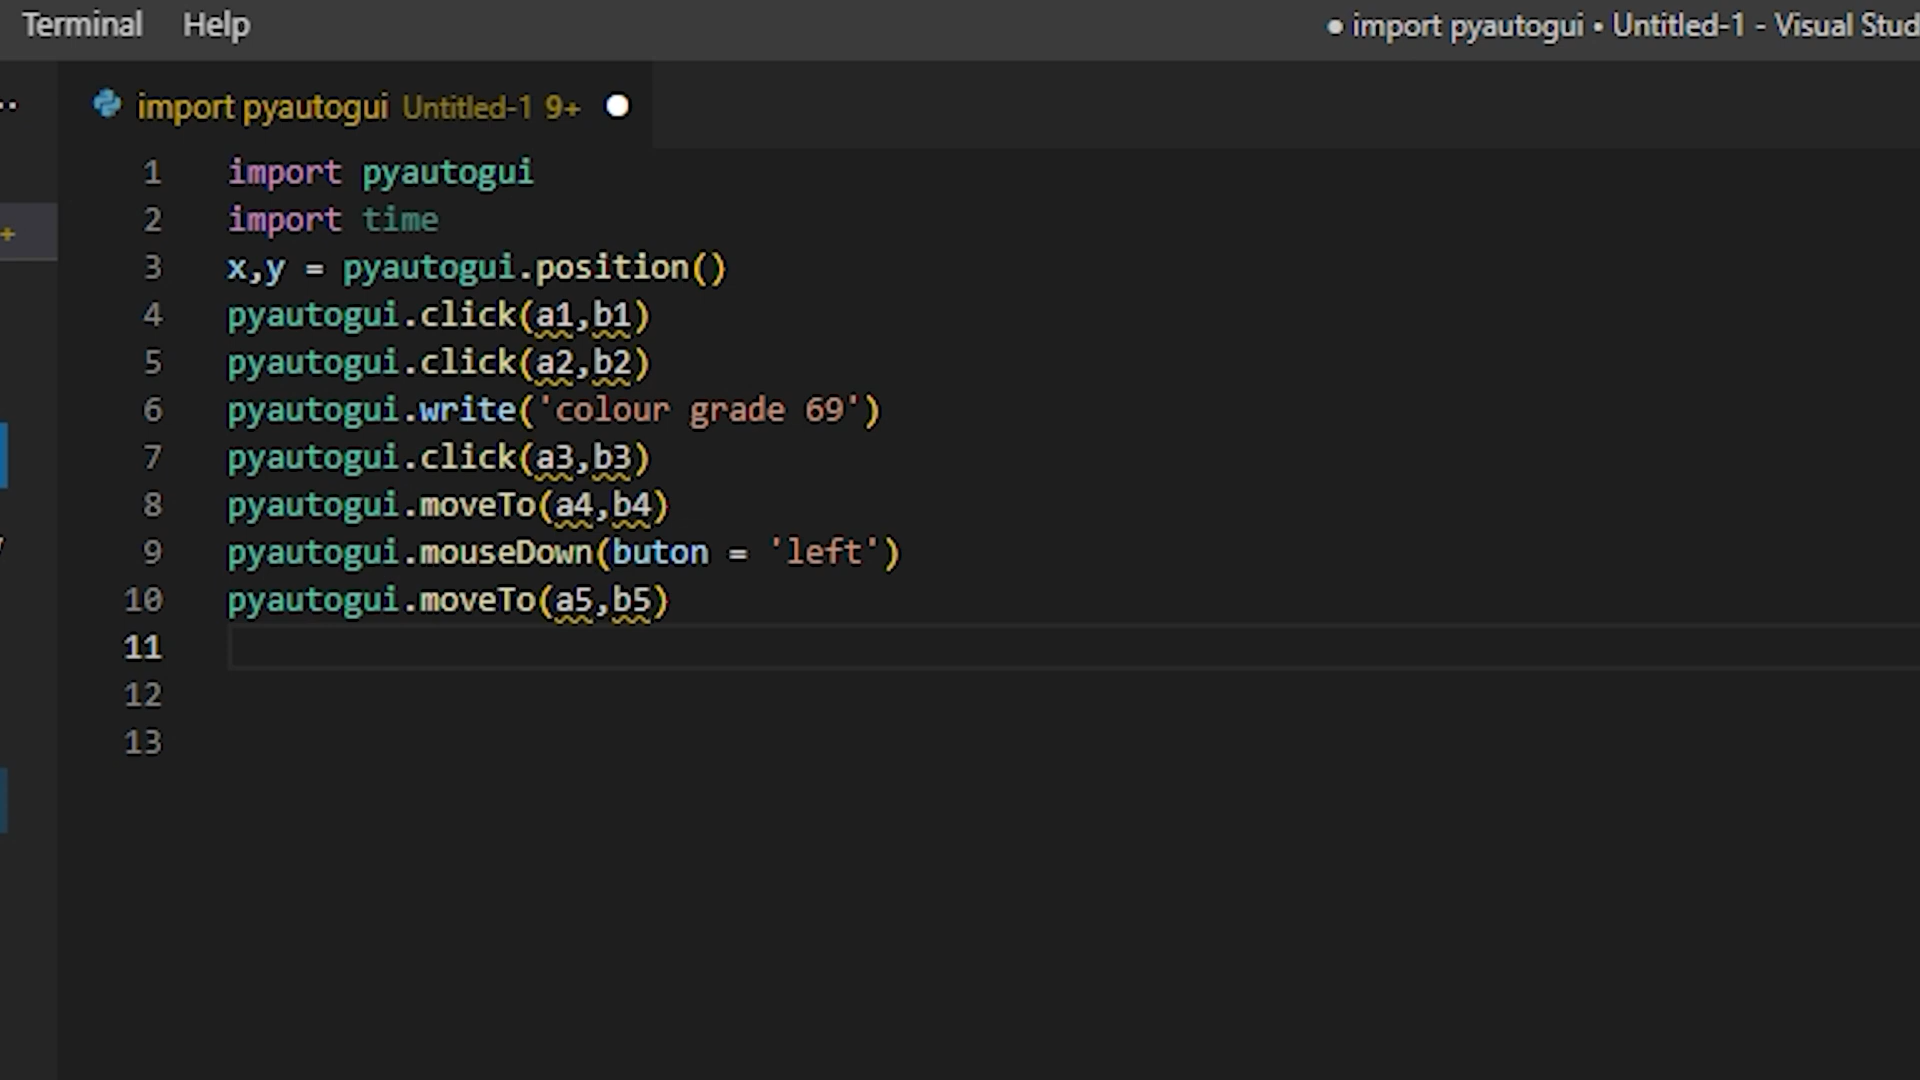 Terminal Help ● import pyautogui • Untitled-1 - Visual Stud
import pyautogui Untitled-1 9+
1 import pyautogui
2 import time
3 x,y = pyautogui.position()
4 pyautogui.click(a1,b1)
5 pyautogui.click(a2,b2)
6 pyautogui.write('colour grade 69')
7 pyautogui.click(a3,b3)
8 pyautogui.moveTo(a4,b4)
9 pyautogui.mouseDown(buton = 'left')
10 pyautogui.moveTo(a5,b5)
11
12
13